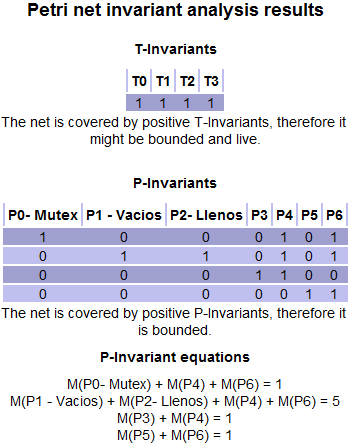 Petri net invariant analysis results
T-Invariants
T0 T1 T2 T3
1 1 1 1
The net is covered by positive T-Invariants, therefore it
might be bounded and live.
P-Invariants
P0- Mutex P1 - Vacios P2- Llenos P3 P4 P5 P6
1 0 0 0 1 0 1
0 1 1 0 1 0 1
0 0 0 1 1 0 0
0 0 0 0 0 1 1
The net is covered by positive P-Invariants, therefore it
is bounded.
P-Invariant equations
M(P0- Mutex) + M(P4) + M(P6) = 1
M(P1 - Vacios) + M(P2- Llenos) + M(P4) + M(P6) = 5
M(P3) + M(P4) = 1
M(P5) + M(P6) = 1